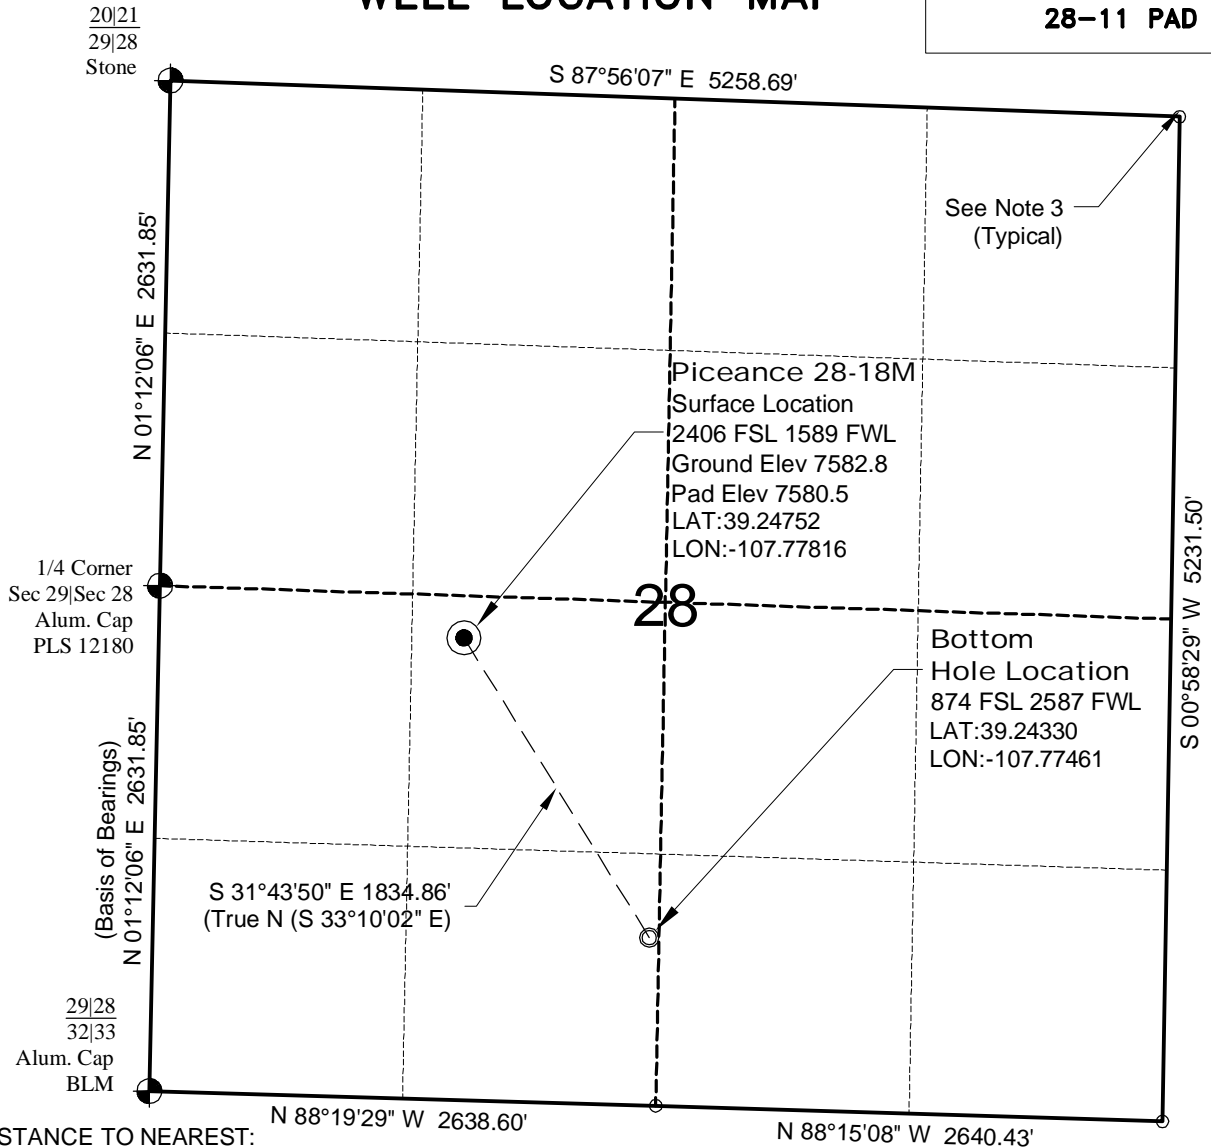 WELL LOCATION MAP
28-11 PAD
20|21
29|28
Stone
S 87°56'07" E 5258.69'
See Note 3
(Typical)
N 01°12'06" E 2631.85'
Piceance 28-18M
Surface Location
2406 FSL 1589 FWL
Ground Elev 7582.8
Pad Elev 7580.5
LAT:39.24752
LON:-107.77816
1/4 Corner
Sec 29|Sec 28
Alum. Cap
PLS 12180
28
S 00°58'29" W 5231.50'
Bottom
Hole Location
874 FSL 2587 FWL
LAT:39.24330
LON:-107.77461
(Basis of Bearings)
N 01°12'06" E 2631.85'
S 31°43'50" E 1834.86'
(True N (S 33°10'02" E)
29|28
32|33
Alum. Cap
BLM
N 88°19'29" W 2638.60'
N 88°15'08" W 2640.43'
STANCE TO NEAREST: